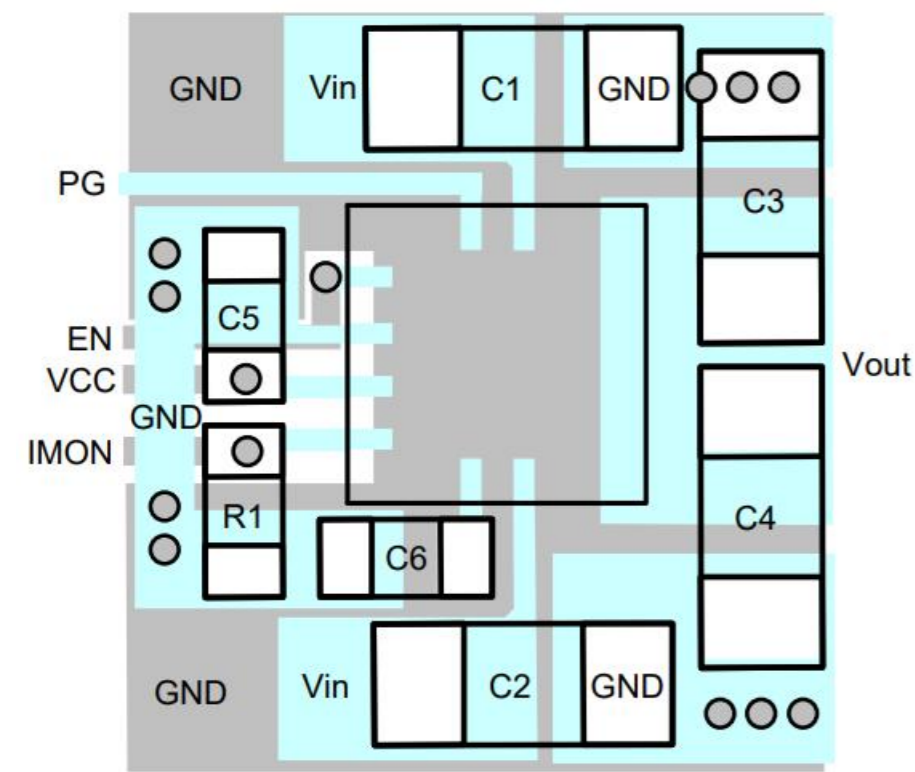 GND
Vin
C1
GND
PG
C3
C5
EN
VCC
Vout
GND
IMON
R1
C4
C6
GND
Vin
C2
GND